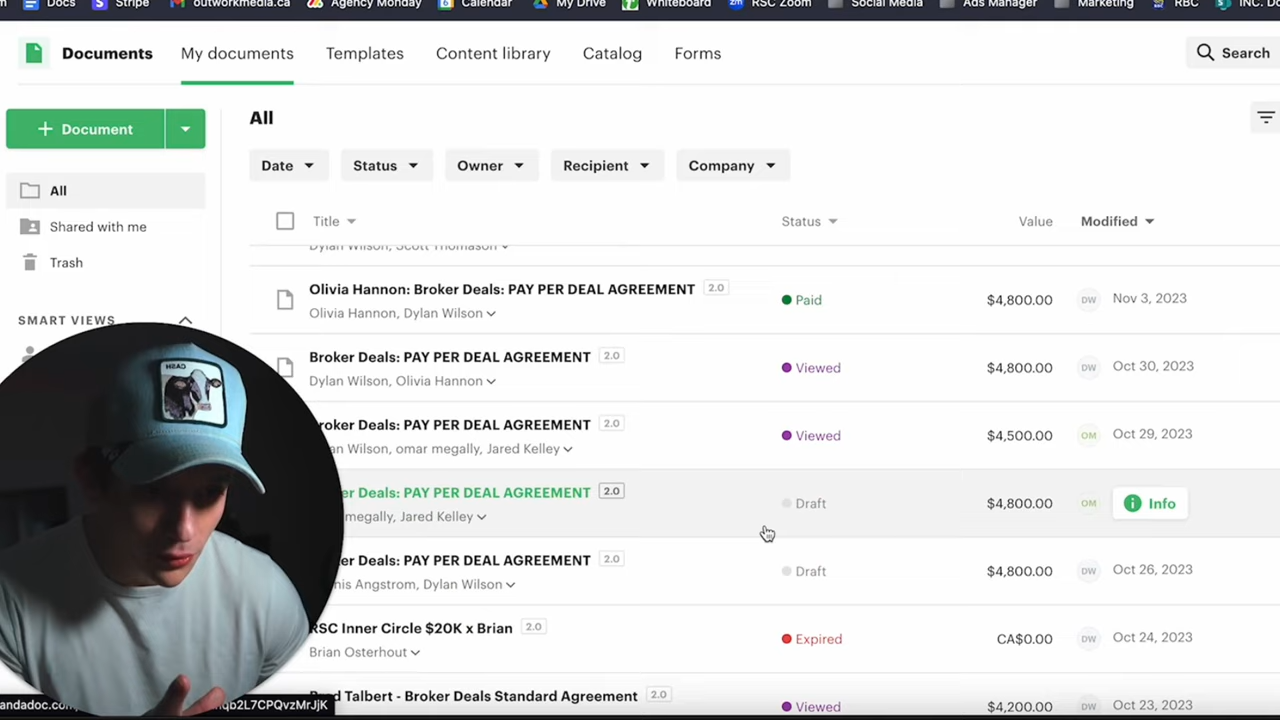 Docs Stripe outworkmedia.ca Agency Monday Calendar My Drive Whiteboard RSC Zoom Social Media Ads Manager Marketing RBC INC.
Documents My documents Templates Content library Catalog Forms Search
+ Document
All
Shared with me
Trash
SMART VIEWS
All
Date Status Owner Recipient Company
Title Status Value Modified
Dylan Wilson, Scott Thomason
Olivia Hannon: Broker Deals: PAY PER DEAL AGREEMENT 2.0
Olivia Hannon, Dylan Wilson
Paid $4,800.00 DW Nov 3, 2023
Broker Deals: PAY PER DEAL AGREEMENT 2.0
Dylan Wilson, Olivia Hannon
Viewed $4,800.00 DW Oct 30, 2023
roker Deals: PAY PER DEAL AGREEMENT 2.0
an Wilson, omar megally, Jared Kelley
Viewed $4,500.00 OM Oct 29, 2023
er Deals: PAY PER DEAL AGREEMENT 2.0
megally, Jared Kelley
Draft $4,800.00 OM Info
er Deals: PAY PER DEAL AGREEMENT 2.0
nis Angstrom, Dylan Wilson
Draft $4,800.00 DW Oct 26, 2023
RSC Inner Circle $20K x Brian 2.0
Brian Osterhout
Expired CA$0.00 DW Oct 24, 2023
d Talbert - Broker Deals Standard Agreement 2.0
Viewed $4,200.00 DW Oct 23, 2023
CASH